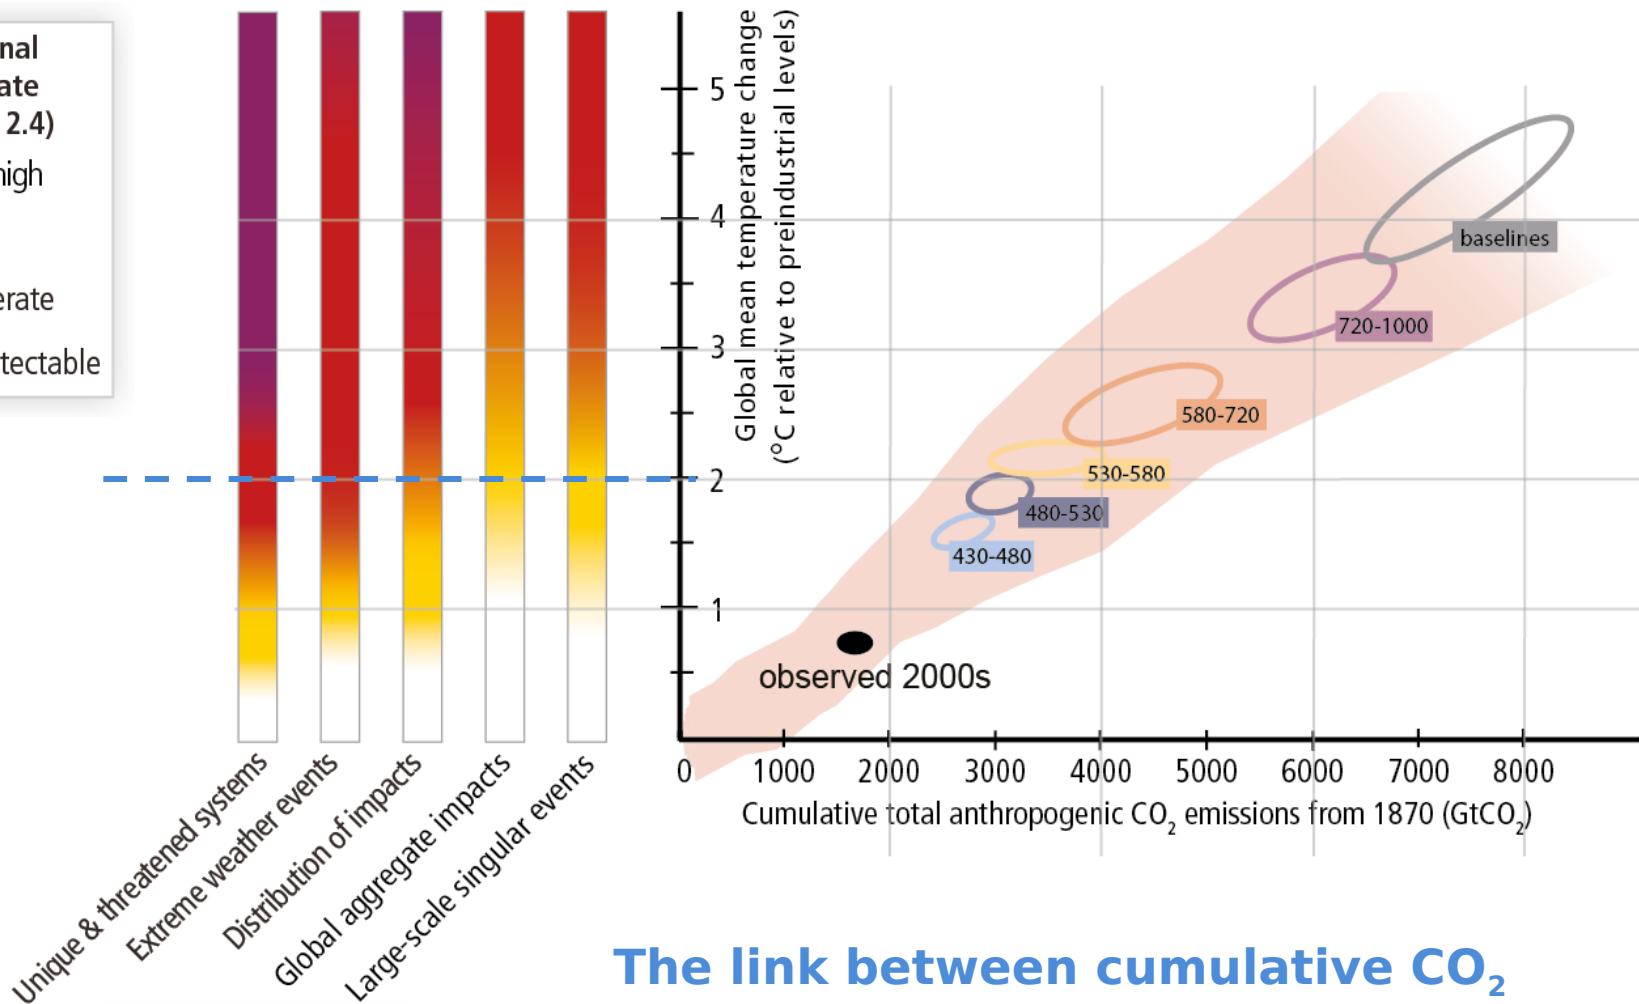 nal
ate
2.4)
high
erate
tectable
Global mean temperature change
(°C relative to preindustrial levels)
5
4
3
2
1
baselines
720-1000
580-720
530-580
480-530
430-480
observed 2000s
0 1000 2000 3000 4000 5000 6000 7000 8000
Cumulative total anthropogenic CO₂ emissions from 1870 (GtCO₂)
Unique & threatened systems
Extreme weather events
Distribution of impacts
Global aggregate impacts
Large-scale singular events
The link between cumulative CO₂